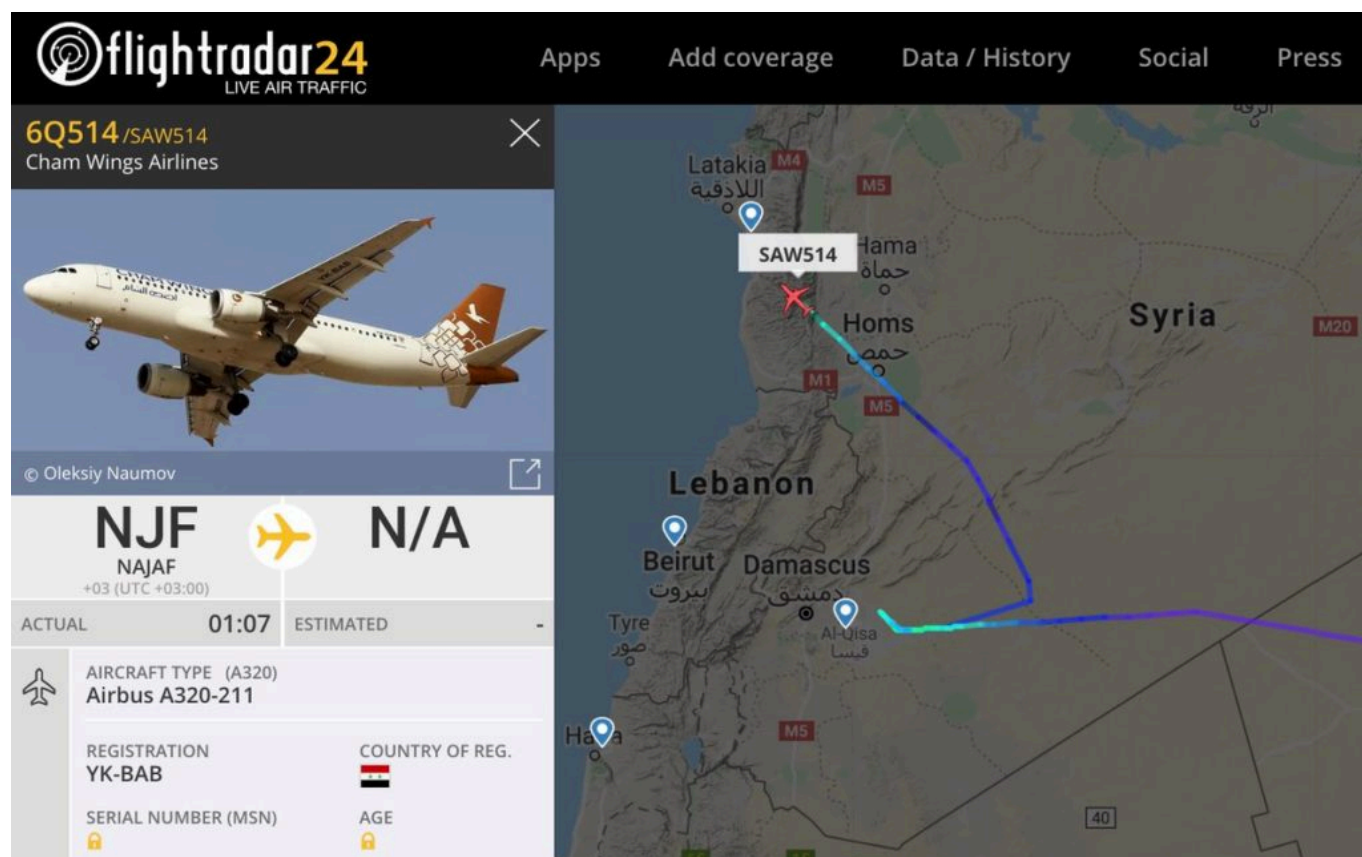 flightradar24
LIVE AIR TRAFFIC
Apps
Add coverage
Data / History
Social
Press
6Q514 /SAW514
Cham Wings Airlines
YK-BAB
© Oleksiy Naumov
NJF
NAJAF
+03 (UTC +03:00)
N/A
ACTUAL 01:07
ESTIMATED -
AIRCRAFT TYPE (A320)
Airbus A320-211
REGISTRATION
YK-BAB
COUNTRY OF REG.
SERIAL NUMBER (MSN)
AGE
الرقة
Latakia
اللاذقية
M4
M5
SAW514
Hama
حماة
Homs
حمص
Syria
M20
M1
M5
Lebanon
Beirut
بيروت
Damascus
دمشق
Al-Qisa
قيسا
Tyre
صور
M5
40